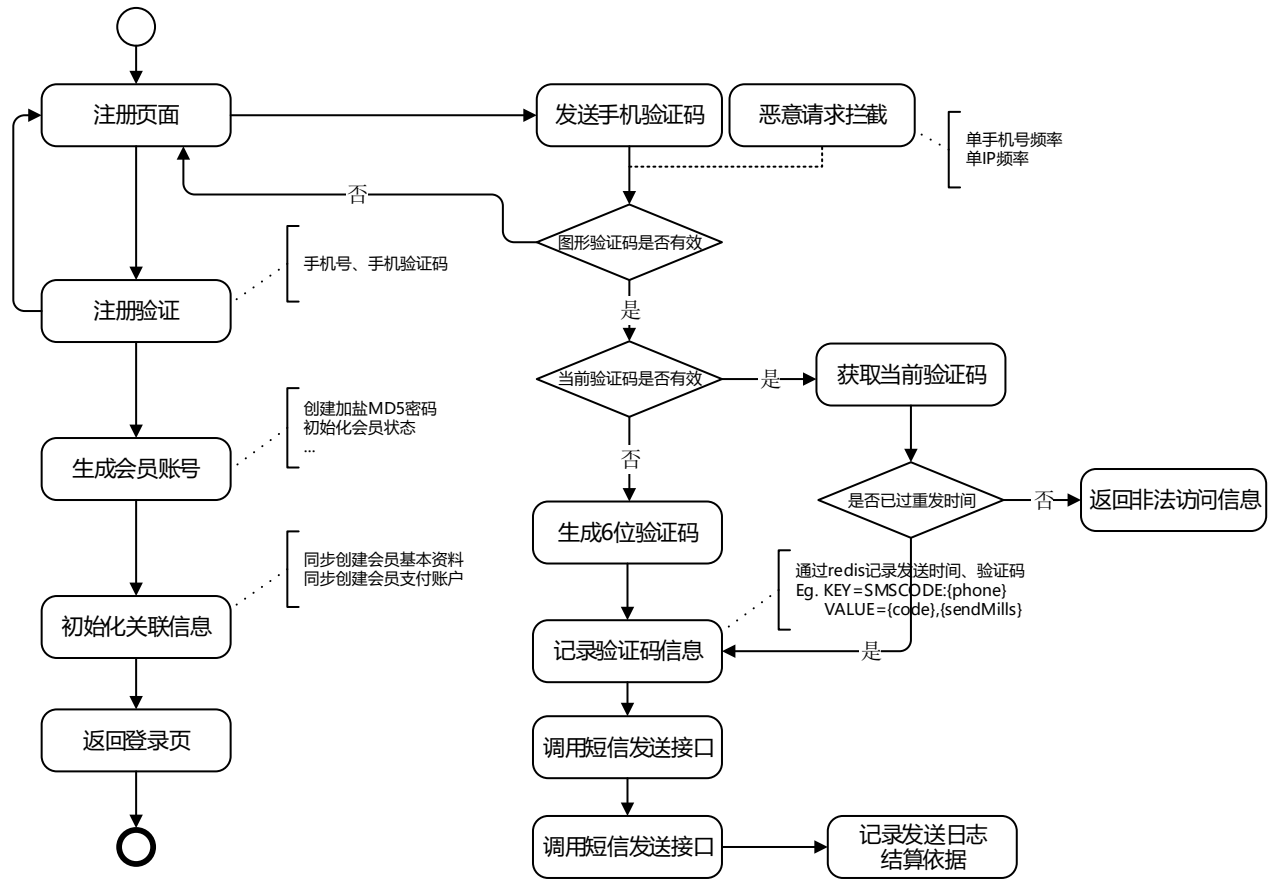 注册页面
发送手机验证码
恶意请求拦截
单手机号频率
单IP频率
否
图形验证码是否有效
手机号、手机验证码
注册验证
是
当前验证码是否有效
是
获取当前验证码
创建加盐MD5密码
初始化会员状态
...
生成会员账号
否
是否已过重发时间
否
返回非法访问信息
生成6位验证码
同步创建会员基本资料
同步创建会员支付账户
通过redis记录发送时间、验证码
Eg. KEY=SMSCODE:{phone}
VALUE={code},{sendMills}
初始化关联信息
记录验证码信息
是
返回登录页
调用短信发送接口
调用短信发送接口
记录发送日志
结算依据